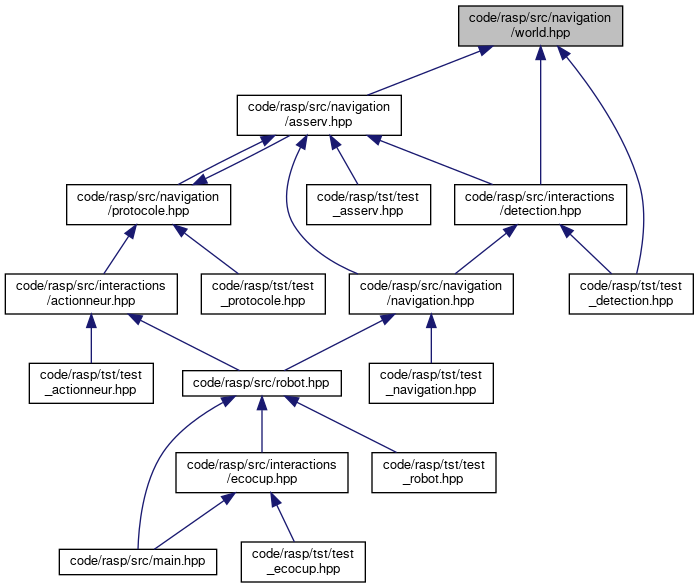 code/rasp/src/navigation
/world.hpp
code/rasp/src/navigation
/asserv.hpp
code/rasp/src/navigation
/protocole.hpp
code/rasp/tst/test
_asserv.hpp
code/rasp/src/interactions
/detection.hpp
code/rasp/src/interactions
/actionneur.hpp
code/rasp/tst/test
_protocole.hpp
code/rasp/src/navigation
/navigation.hpp
code/rasp/tst/test
_detection.hpp
code/rasp/tst/test
_actionneur.hpp
code/rasp/src/robot.hpp
code/rasp/tst/test
_navigation.hpp
code/rasp/src/interactions
/ecocup.hpp
code/rasp/tst/test
_robot.hpp
code/rasp/src/main.hpp
code/rasp/tst/test
_ecocup.hpp